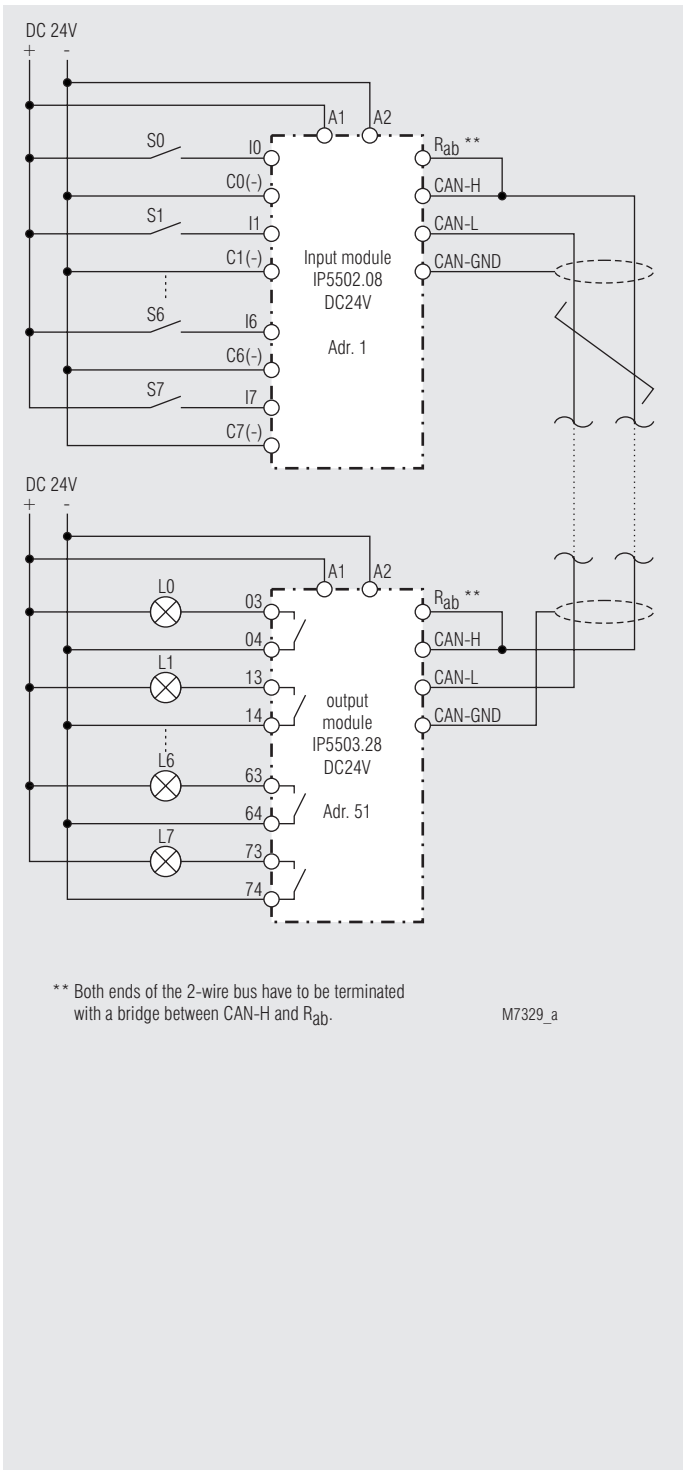 DC 24V
+ -
A1 A2
S0 I0 Rab **
C0(-) CAN-H
S1 I1 CAN-L
C1(-) CAN-GND
Input module
IP5502.08
DC24V
S6 I6
Adr. 1
C6(-)
S7 I7
C7(-)
DC 24V
+ -
A1 A2
L0 03 Rab **
04 CAN-H
L1 13 CAN-L
14 CAN-GND
output
module
IP5503.28
DC24V
L6 63
64 Adr. 51
L7 73
74
** Both ends of the 2-wire bus have to be terminated
with a bridge between CAN-H and Rab.
M7329_a